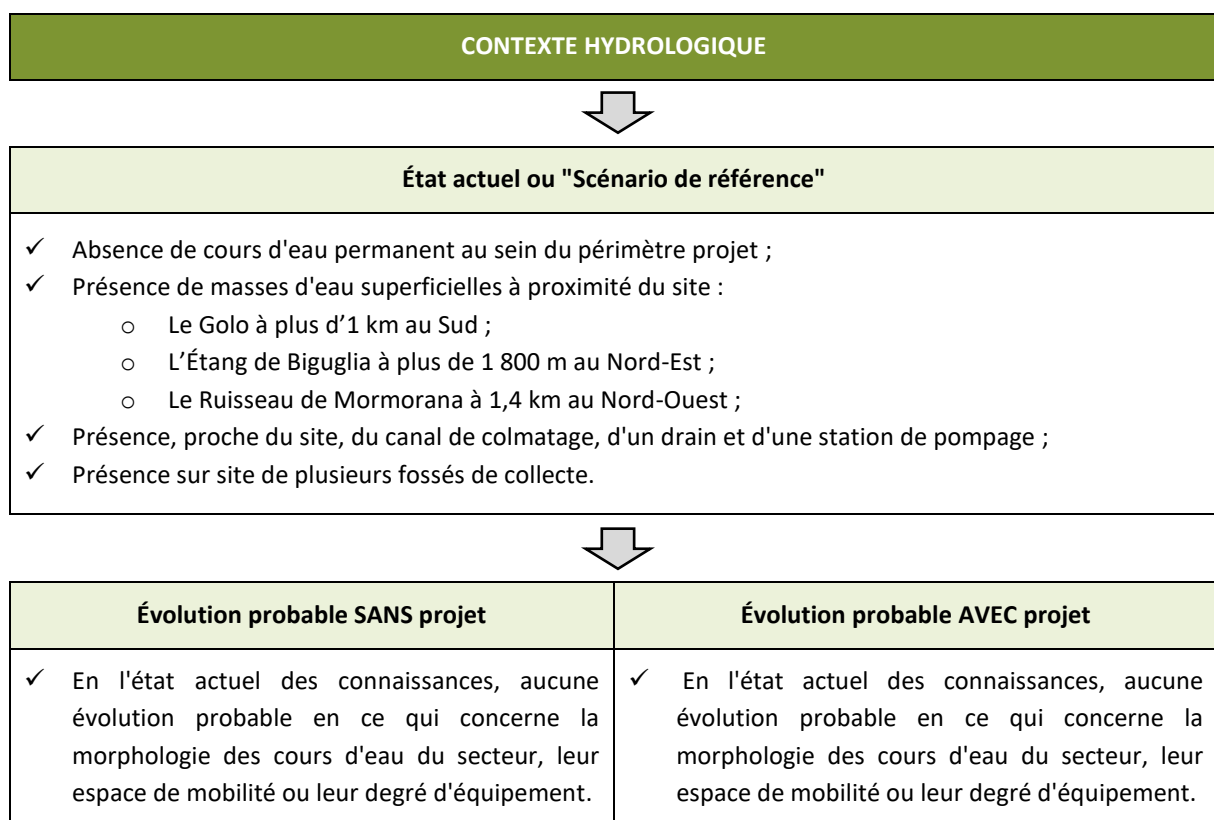 CONTEXTE HYDROLOGIQUE
État actuel ou "Scénario de référence"
✓ Absence de cours d'eau permanent au sein du périmètre projet ;
✓ Présence de masses d'eau superficielles à proximité du site :
o Le Golo à plus d’1 km au Sud ;
o L’Étang de Biguglia à plus de 1 800 m au Nord-Est ;
o Le Ruisseau de Mormorana à 1,4 km au Nord-Ouest ;
✓ Présence, proche du site, du canal de colmatage, d'un drain et d'une station de pompage ;
✓ Présence sur site de plusieurs fossés de collecte.
Évolution probable SANS projet
✓ En l'état actuel des connaissances, aucune
évolution probable en ce qui concerne la
morphologie des cours d'eau du secteur, leur
espace de mobilité ou leur degré d'équipement.
Évolution probable AVEC projet
✓ En l'état actuel des connaissances, aucune
évolution probable en ce qui concerne la
morphologie des cours d'eau du secteur, leur
espace de mobilité ou leur degré d'équipement.